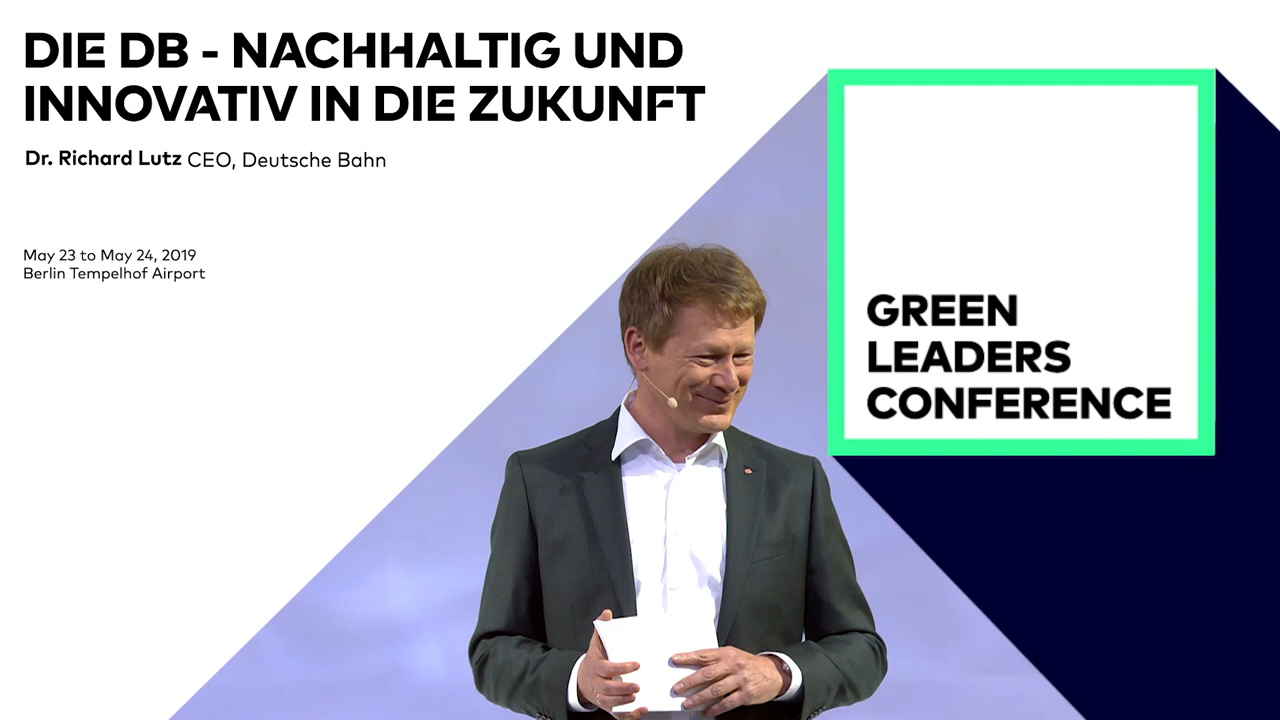 DIE DB - NACHHALTIG UND
INNOVATIV IN DIE ZUKUNFT
Dr. Richard Lutz CEO, Deutsche Bahn
May 23 to May 24, 2019
Berlin Tempelhof Airport
GREEN
LEADERS
CONFERENCE